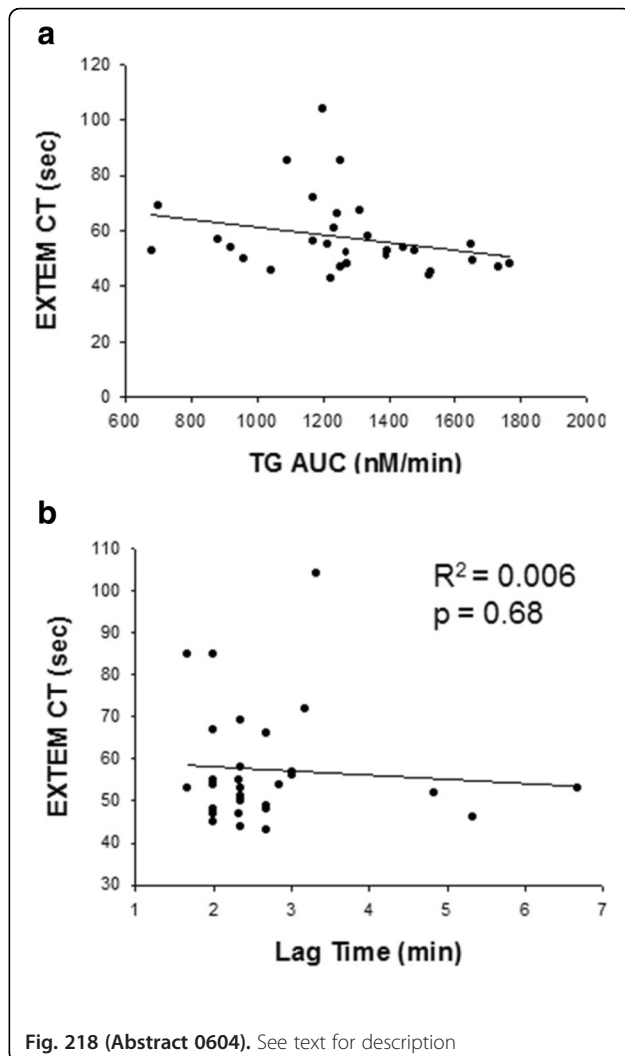 a
120
100
80
60
40
20
0
EXTEM CT (sec)
600 800 1000 1200 1400 1600 1800 2000
TG AUC (nM/min)
b
110
100
90
80
70
60
50
40
30
EXTEM CT (sec)
R² = 0.006
p = 0.68
1 2 3 4 5 6 7
Lag Time (min)
Fig. 218 (Abstract 0604). See text for description